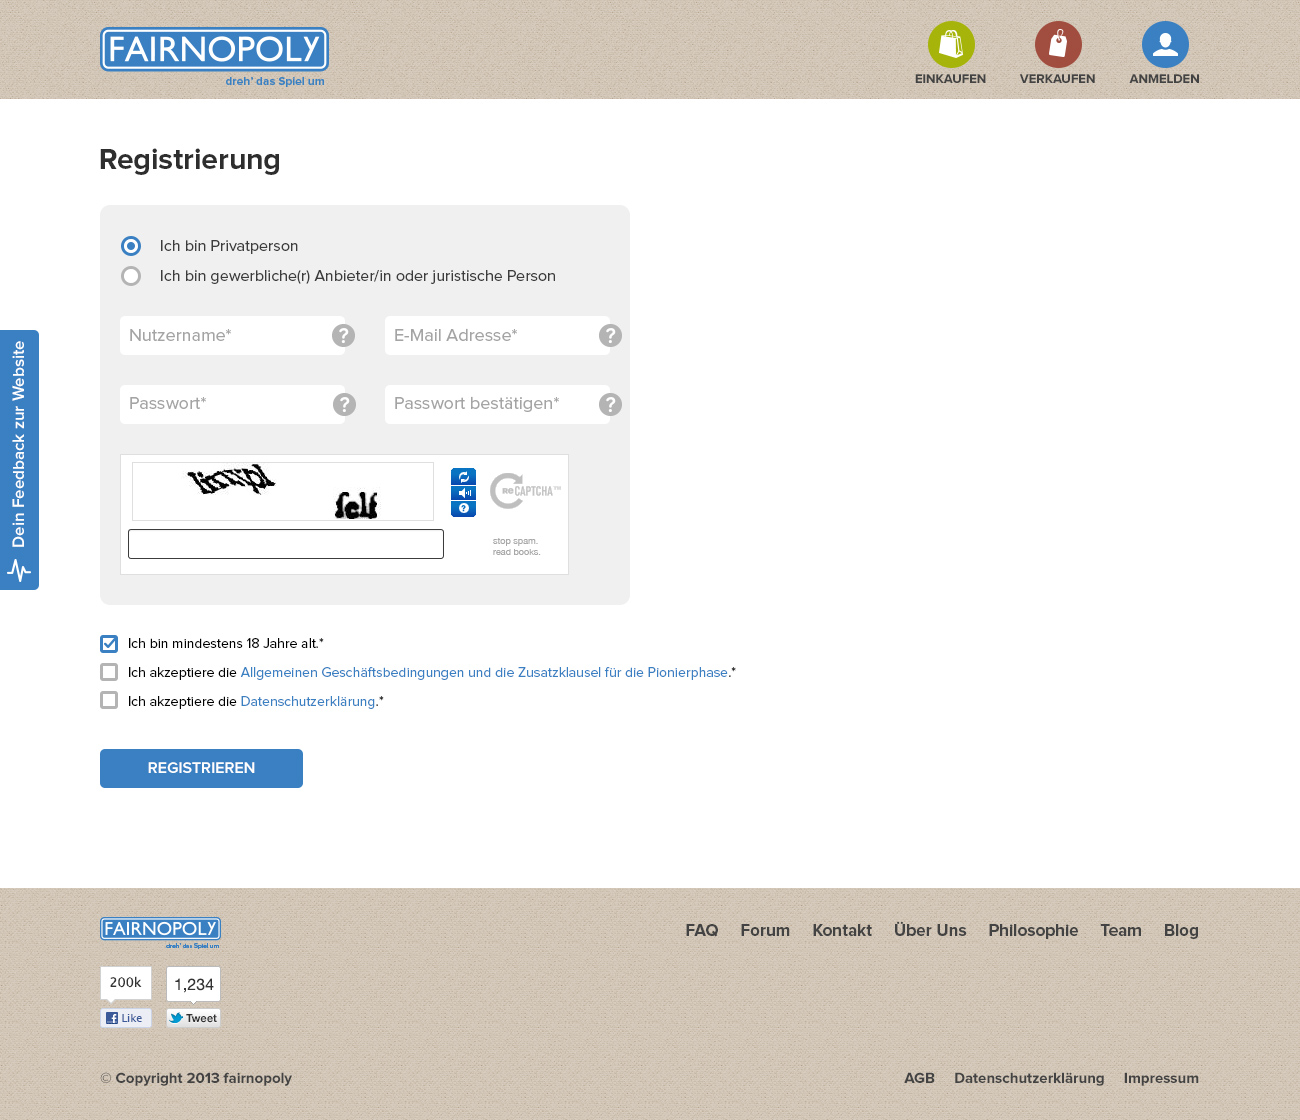 FAIRNOPOLY
dreh' das Spiel um
EINKAUFEN
VERKAUFEN
ANMELDEN
Registrierung
Ich bin Privatperson
Ich bin gewerbliche(r) Anbieter/in oder juristische Person
Nutzername* ?
E-Mail Adresse* ?
Passwort* ?
Passwort bestätigen* ?
Dein Feedback zur Website
self
?
reCAPTCHA™
stop spam.
read books.
Ich bin mindestens 18 Jahre alt.*
Ich akzeptiere die Allgemeinen Geschäftsbedingungen und die Zusatzklausel für die Pionierphase.*
Ich akzeptiere die Datenschutzerklärung.*
REGISTRIEREN
FAIRNOPOLY
dreh' das Spiel um
FAQ Forum Kontakt Über Uns Philosophie Team Blog
200k
1,234
Like
Tweet
© Copyright 2013 fairnopoly
AGB Datenschutzerklärung Impressum